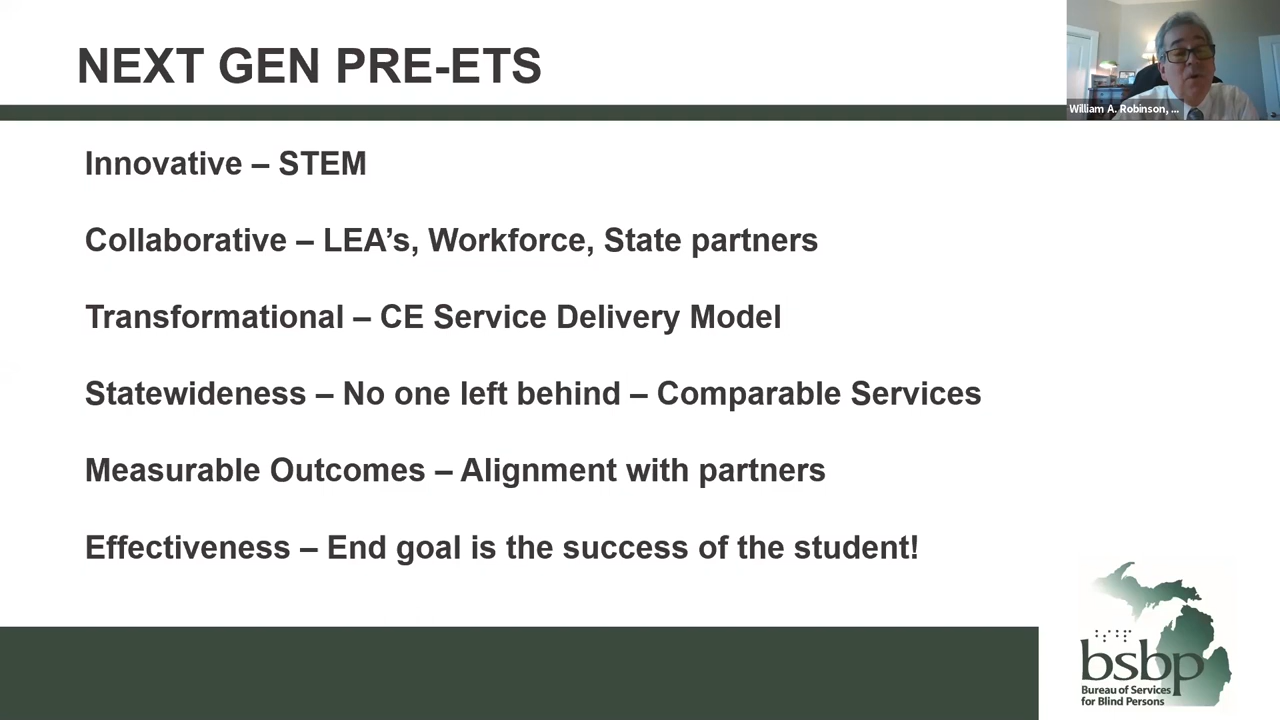 NEXT GEN PRE-ETS
William A. Robinson, ...
Innovative – STEM
Collaborative – LEA’s, Workforce, State partners
Transformational – CE Service Delivery Model
Statewideness – No one left behind – Comparable Services
Measurable Outcomes – Alignment with partners
Effectiveness – End goal is the success of the student!
bsbp
Bureau of Services
for Blind Persons